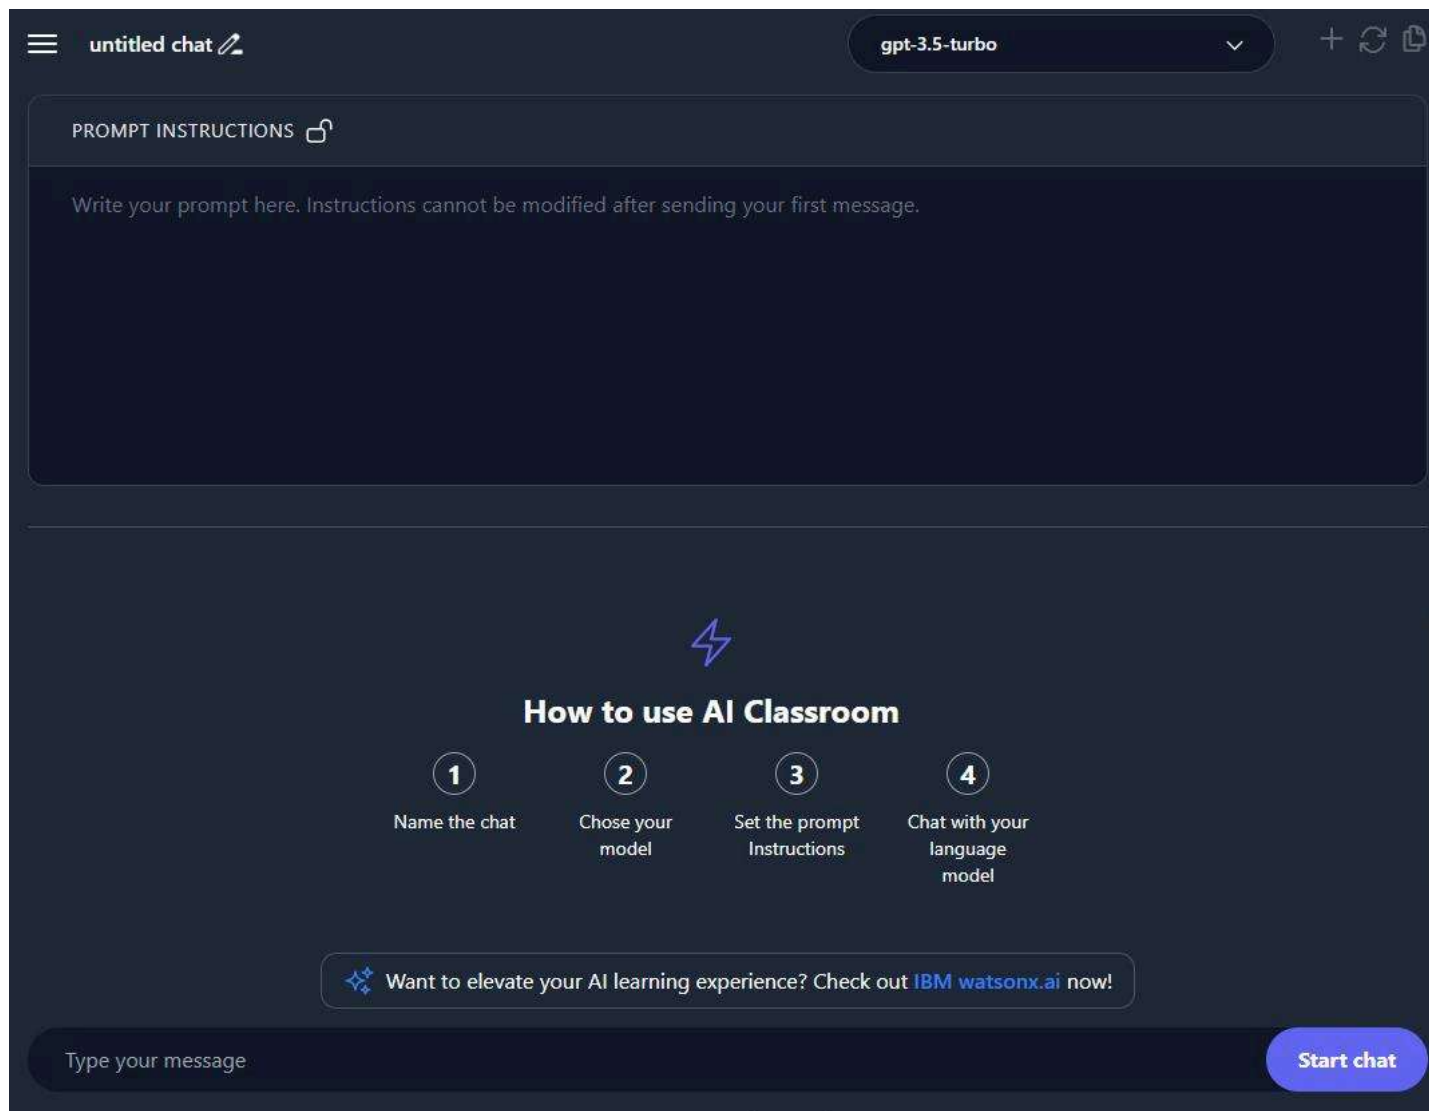 untitled chat
gpt-3.5-turbo
PROMPT INSTRUCTIONS
Write your prompt here. Instructions cannot be modified after sending your first message.
How to use AI Classroom
1
Name the chat
2
Chose your
model
3
Set the prompt
Instructions
4
Chat with your
language
model
Want to elevate your AI learning experience? Check out IBM watsonx.ai now!
Type your message
Start chat